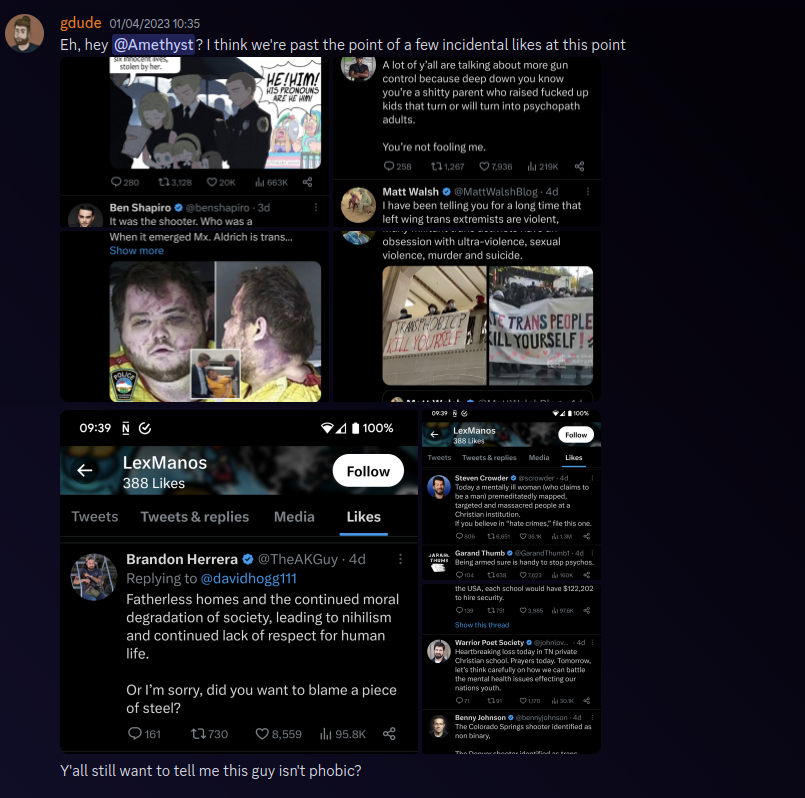 gdude 01/04/2023 10:35
Eh, hey @Amethyst? I think we're past the point of a few incidental likes at this point
six innocent lives,
stolen by her.
HE/HIM!
HIS PRONOUNS
ARE HE/HIM!
280 3,128 20K 663K
Ben Shapiro @benshapiro · 3d
It was the shooter. Who was a
A lot of y'all are talking about more gun
control because deep down you know
you're a shitty parent who raised fucked up
kids that turn or will turn into psychopath
adults.
You're not fooling me.
258 1,267 7,936 219K
Matt Walsh @MattWalshBlog · 4d
I have been telling you for a long time that
left wing trans extremists are violent,
When it emerged Mx. Aldrich is trans...
Show more
POLICE
obsession with ultra-violence, sexual
violence, murder and suicide.
TRANSPHOBIC?
KILL YOURSELF
TRANS PEOPLE
KILL YOURSELF!
Matt Walsh @MattWalshBlog · 4d
09:39 100%
LexManos
388 Likes
Follow
Tweets Tweets & replies Media Likes
Brandon Herrera @TheAKGuy · 4d
Replying to @davidhogg111
Fatherless homes and the continued moral
degradation of society, leading to nihilism
and continued lack of respect for human
life.
Or I'm sorry, did you want to blame a piece
of steel?
161 730 8,559 95.8K
09:39 100%
LexManos
388 Likes
Follow
Tweets Tweets & replies Media Likes
Steven Crowder @scrowder · 4d
Today a mentally ill woman (who claims to
be a man) premeditatedly mapped,
targeted and massacred people at a
Christian institution.
If you believe in "hate crimes," file this one.
806 6,651 1.3M
GARAND
THUMB
Garand Thumb @GarandThumb1 · 4d
Being armed sure is handy to stop psychos.
104 638 7,823 160K
the USA, each school would have $122,202
to hire security.
139 751 3,985 97.8K
Show this thread
Warrior Poet Society @johnlov... · 4d
Heartbreaking loss today in TN private
Christian school. Prayers today. Tomorrow,
let's think carefully on how we can battle
the mental health issues effecting our
nations youth.
71 91 1,170 30.1K
Benny Johnson @bennyjohnson · 4d
The Colorado Springs shooter identified as
non binary.
The Denver shooter identified as trans
Y'all still want to tell me this guy isn't phobic?